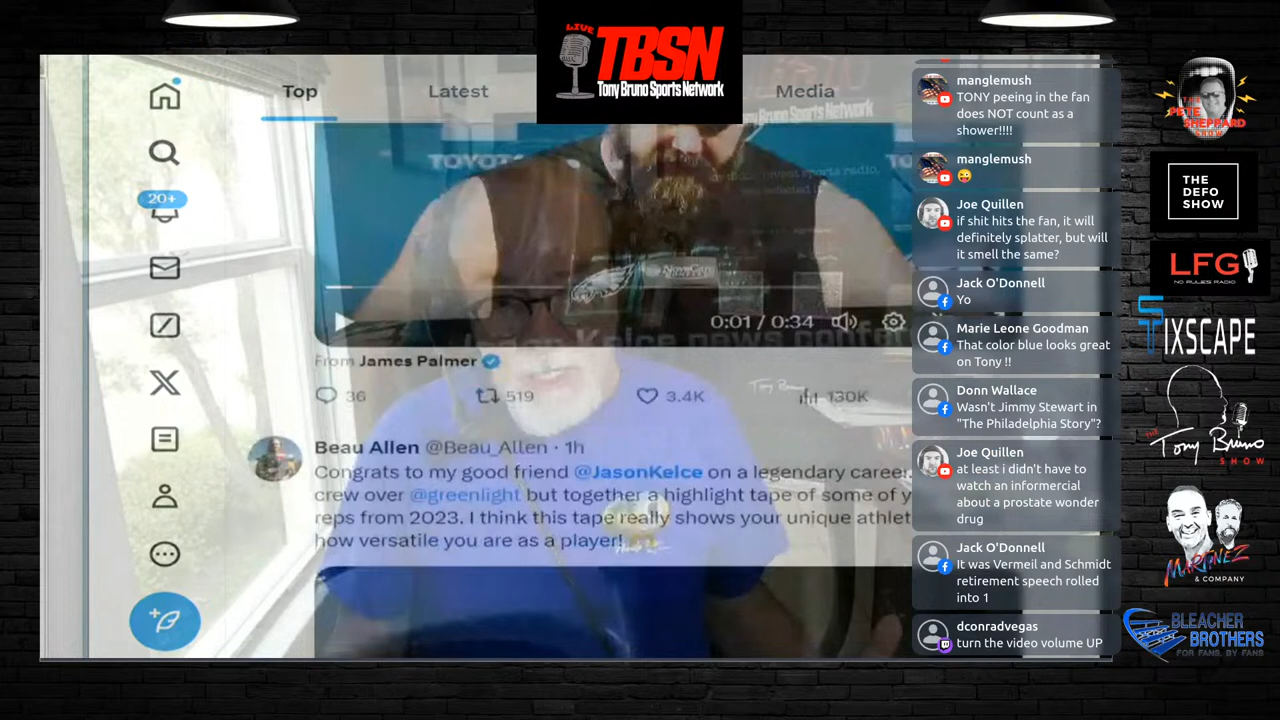 LIVE
TBSN
Tony Bruno Sports Network
Top
Latest
Media
TOYOT
20+
0:01 / 0:34
From James Palmer
36
519
3.4K
130K
Beau Allen @Beau_Allen · 1h
Congrats to my good friend @JasonKelce on a legendary career
crew over @greenlight but together a highlight tape of some of y
reps from 2023. I think this tape really shows your unique athlet
how versatile you are as a player!
manglemush
TONY peeing in the fan
does NOT count as a
shower!!!!
manglemush
😜
Joe Quillen
if shit hits the fan, it will
definitely splatter, but will
it smell the same?
Jack O'Donnell
Yo
Marie Leone Goodman
That color blue looks great
on Tony !!
Donn Wallace
Wasn't Jimmy Stewart in
"The Philadelphia Story"?
Joe Quillen
at least i didn't have to
watch an informercial
about a prostate wonder
drug
Jack O'Donnell
It was Vermeil and Schmidt
retirement speech rolled
into 1
dconradvegas
turn the video volume UP
PETE
SHEPPARD
THE
DEFO
SHOW
LFG
NO RULES RADIO
SIXSCAPE
THE
Tony Bruno
SHOW
MARTINEZ
& COMPANY
BLEACHER
BROTHERS
FOR FANS, BY FANS